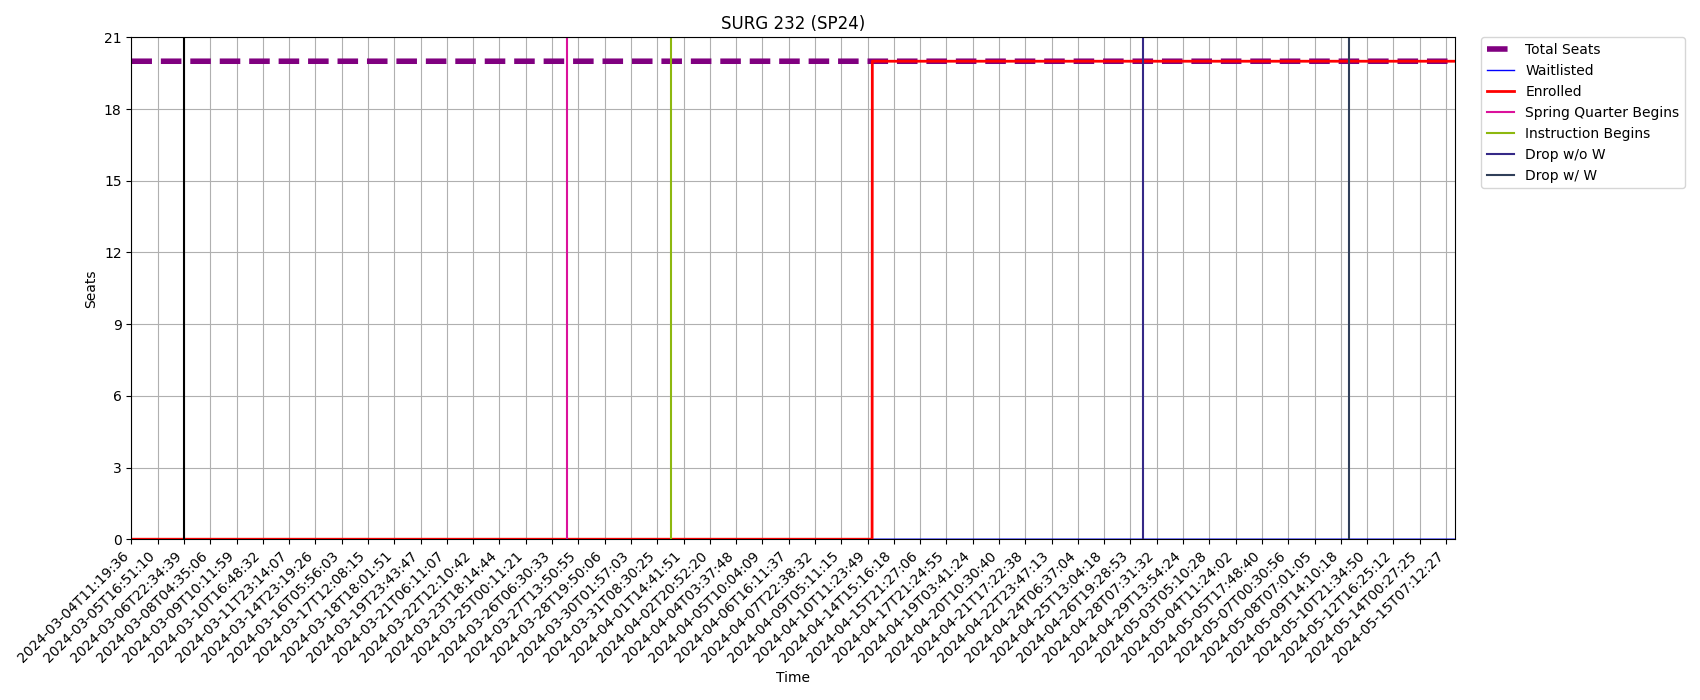 SURG 232 (SP24)
21
18
15
12
9
6
3
0
Seats
2024-03-04T11:19:36
2024-03-05T16:51:10
2024-03-06T22:34:39
2024-03-08T04:35:06
2024-03-09T10:11:59
2024-03-10T16:48:32
2024-03-11T23:14:07
2024-03-14T23:19:26
2024-03-16T05:56:03
2024-03-17T12:08:15
2024-03-18T18:01:51
2024-03-19T23:43:47
2024-03-21T06:11:07
2024-03-22T12:10:42
2024-03-23T18:14:44
2024-03-25T00:11:21
2024-03-26T06:30:33
2024-03-27T13:50:55
2024-03-28T19:50:06
2024-03-30T01:57:03
2024-03-31T08:30:25
2024-04-01T14:41:51
2024-04-02T20:52:20
2024-04-04T03:37:48
2024-04-05T10:04:09
2024-04-06T16:11:37
2024-04-07T22:38:32
2024-04-09T05:11:15
2024-04-10T11:23:49
2024-04-14T15:16:18
2024-04-15T21:27:06
2024-04-17T21:24:55
2024-04-19T03:41:24
2024-04-20T10:30:40
2024-04-21T17:22:38
2024-04-22T23:47:13
2024-04-24T06:37:04
2024-04-25T13:04:18
2024-04-26T19:28:53
2024-04-28T07:31:32
2024-04-29T13:54:24
2024-05-03T05:10:28
2024-05-04T11:24:02
2024-05-05T17:48:40
2024-05-07T00:30:56
2024-05-08T07:01:05
2024-05-09T14:10:18
2024-05-10T21:34:50
2024-05-12T16:25:12
2024-05-14T00:27:25
2024-05-15T07:12:27
Time
Total Seats
Waitlisted
Enrolled
Spring Quarter Begins
Instruction Begins
Drop w/o W
Drop w/ W